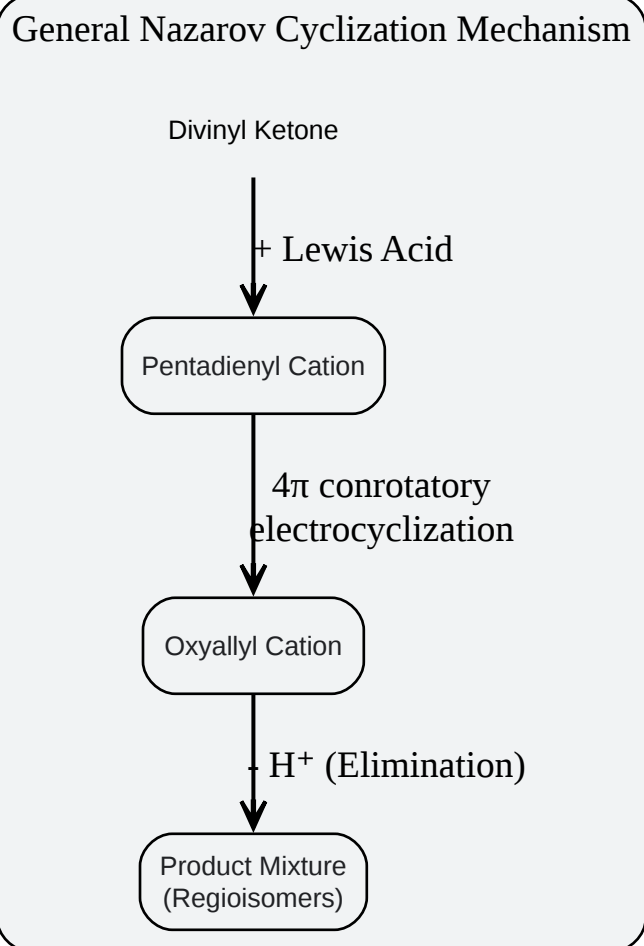 General Nazarov Cyclization Mechanism
Divinyl Ketone
+ Lewis Acid
Pentadienyl Cation
4π conrotatory
electrocyclization
Oxyallyl Cation
- H⁺ (Elimination)
Product Mixture
(Regioisomers)